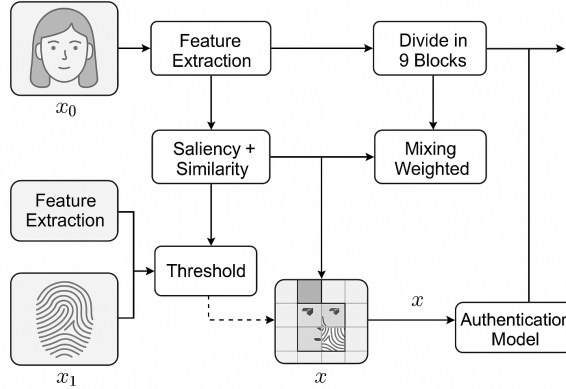 Feature
Extraction
Divide in
9 Blocks
x₀
Saliency +
Similarity
Mixing
Weighted
Feature
Extraction
Threshold
x
Authentication
Model
x₁
x